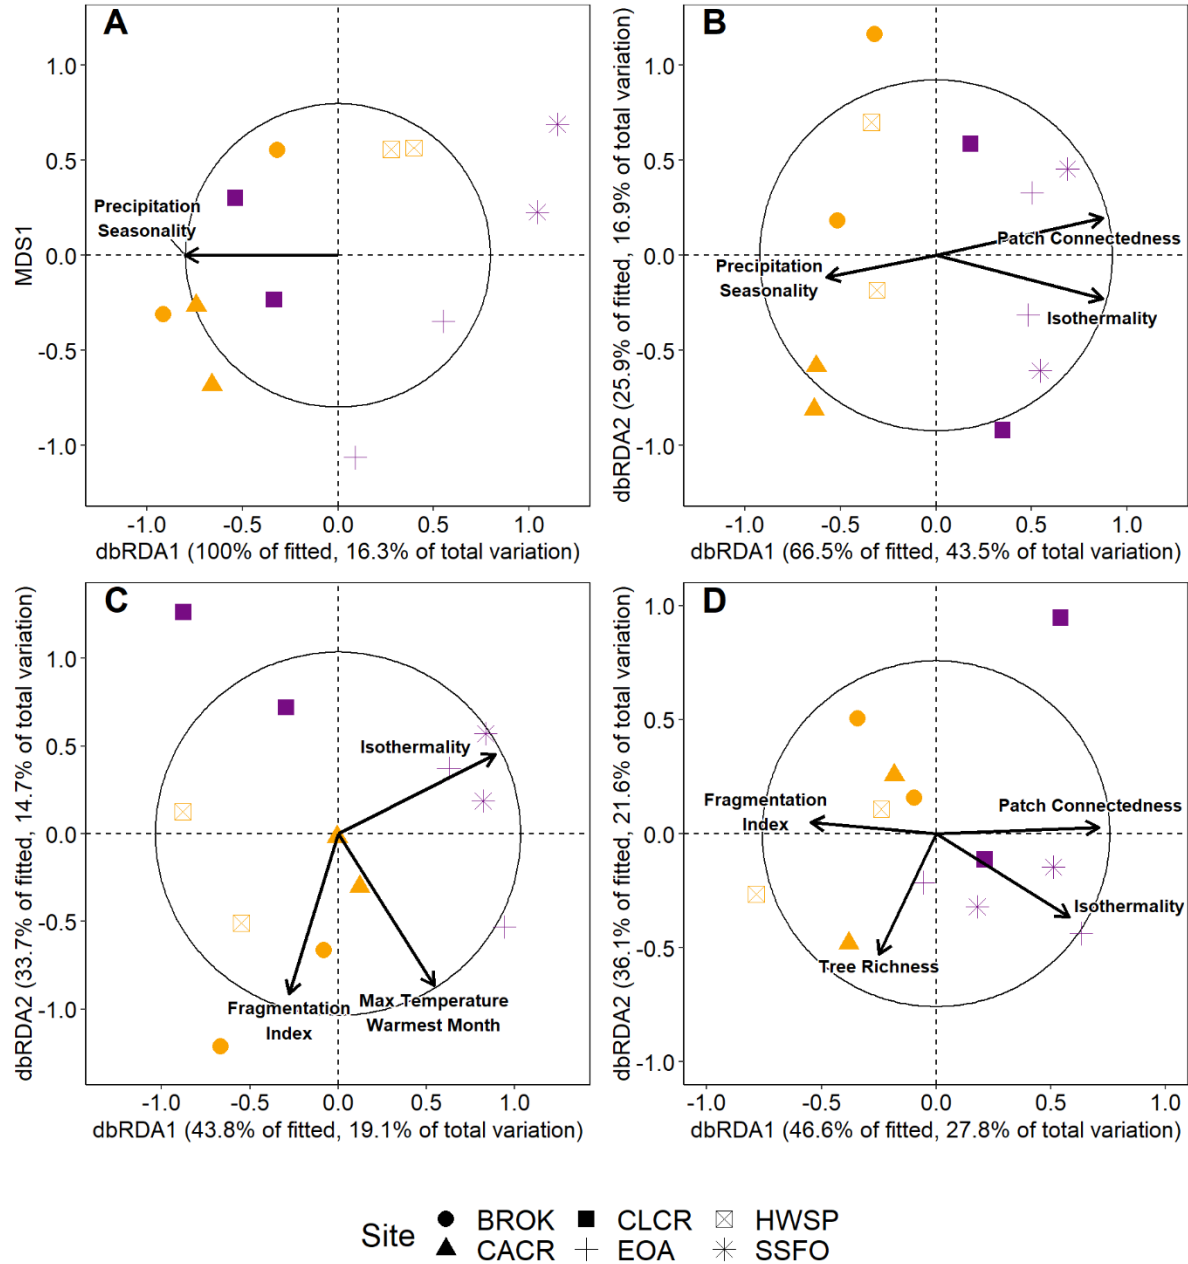 A
MDS1
1.0
0.5
0.0
-0.5
-1.0
Precipitation
Seasonality
-1.0 -0.5 0.0 0.5 1.0
dbRDA1 (100% of fitted, 16.3% of total variation)
B
dbRDA2 (25.9% of fitted, 16.9% of total variation)
1.0
0.5
0.0
-0.5
-1.0
Patch Connectedness
Precipitation
Seasonality
Isothermality
-1.0 -0.5 0.0 0.5 1.0
dbRDA1 (66.5% of fitted, 43.5% of total variation)
C
dbRDA2 (33.7% of fitted, 14.7% of total variation)
1.0
0.5
0.0
-0.5
-1.0
Isothermality
Fragmentation
Index
Max Temperature
Warmest Month
-1.0 -0.5 0.0 0.5 1.0
dbRDA1 (43.8% of fitted, 19.1% of total variation)
D
dbRDA2 (36.1% of fitted, 21.6% of total variation)
1.0
0.5
0.0
-0.5
-1.0
Fragmentation
Index
Patch Connectedness
Isothermality
Tree Richness
-1.0 -0.5 0.0 0.5 1.0
dbRDA1 (46.6% of fitted, 27.8% of total variation)
Site
BROK CLCR HWSP
CACR EOA SSFO